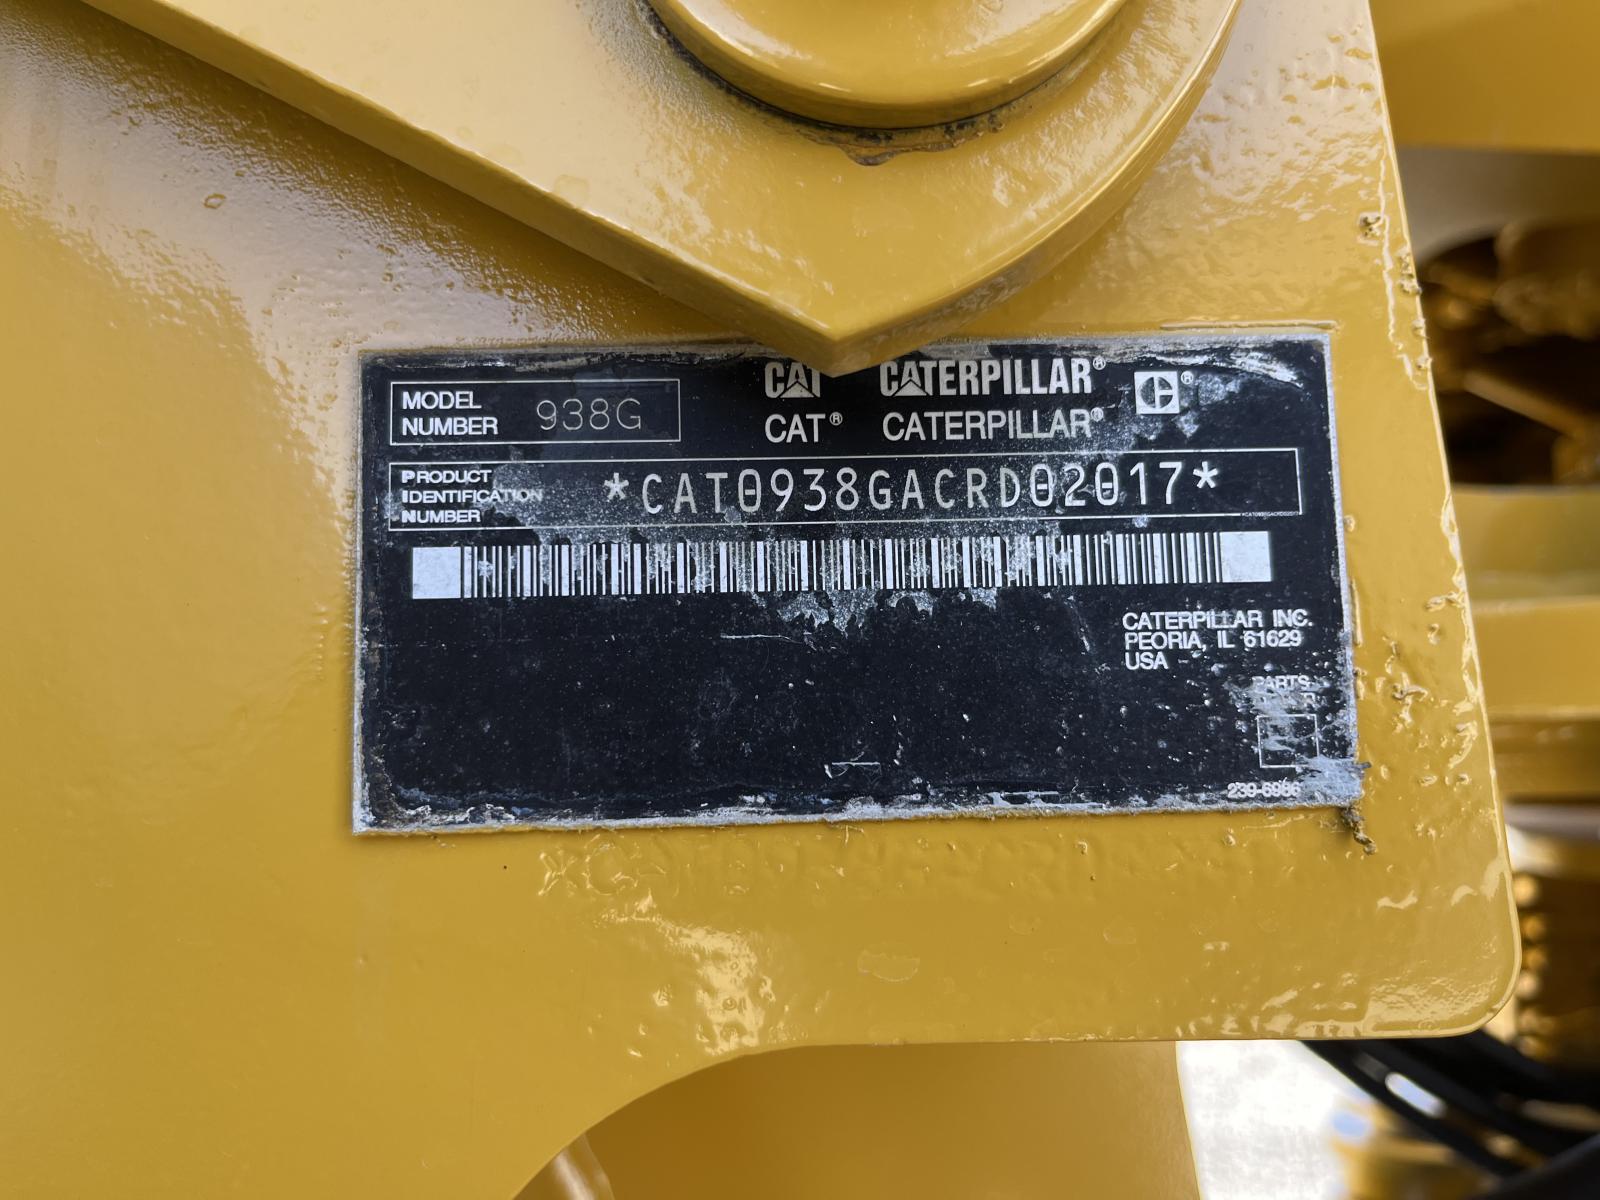 CAT CATERPILLAR®
CAT® CATERPILLAR®
MODEL
NUMBER
938G
PRODUCT
IDENTIFICATION
NUMBER
*CAT0938GACRD02017*
CATERPILLAR INC.
PEORIA, IL 61629
USA
PARTS
239-6986